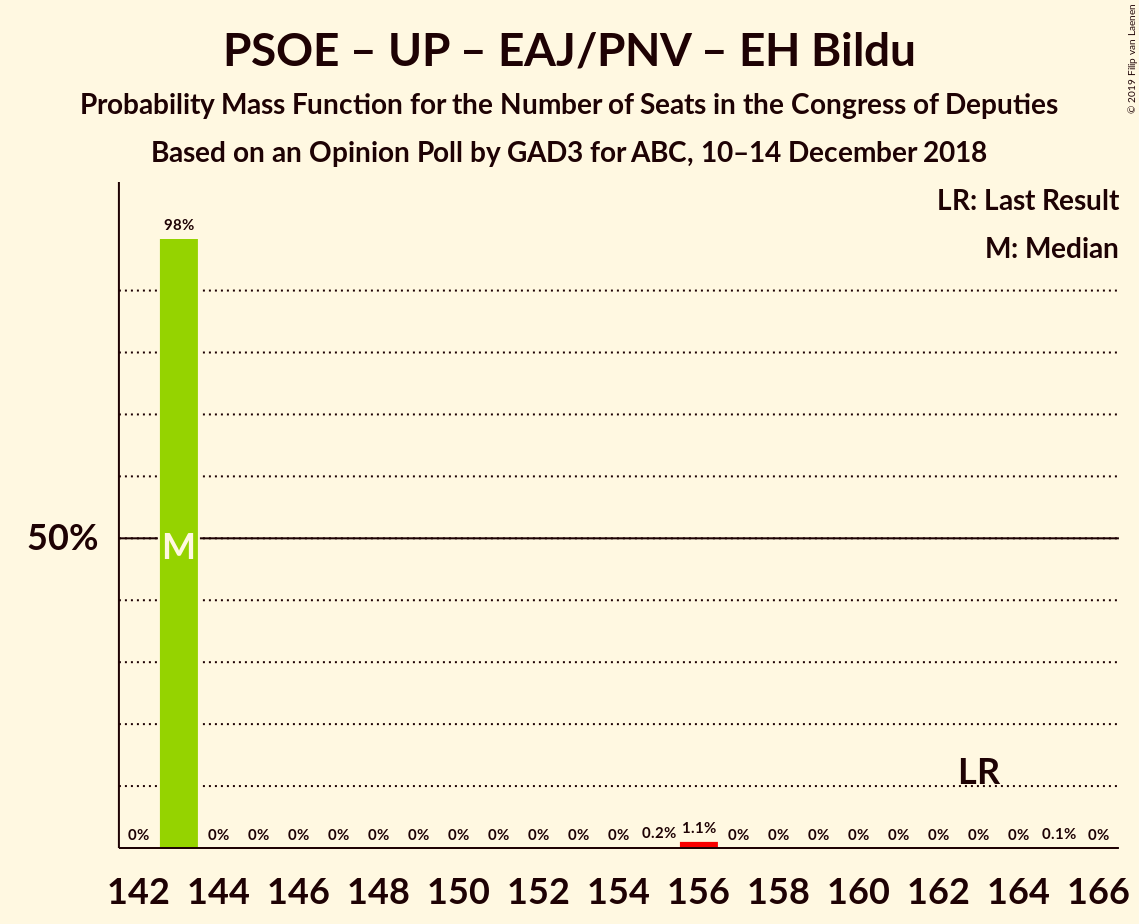 PSOE – UP – EAJ/PNV – EH Bildu
Probability Mass Function for the Number of Seats in the Congress of Deputies
Based on an Opinion Poll by GAD3 for ABC, 10–14 December 2018
© 2019 Filip van Laenen
LR: Last Result
M: Median
98%
50%
M
LR
0% 0% 0% 0% 0% 0% 0% 0% 0% 0% 0% 0% 0.2% 1.1% 0% 0% 0% 0% 0% 0% 0% 0% 0.1% 0%
142 144 146 148 150 152 154 156 158 160 162 164 166